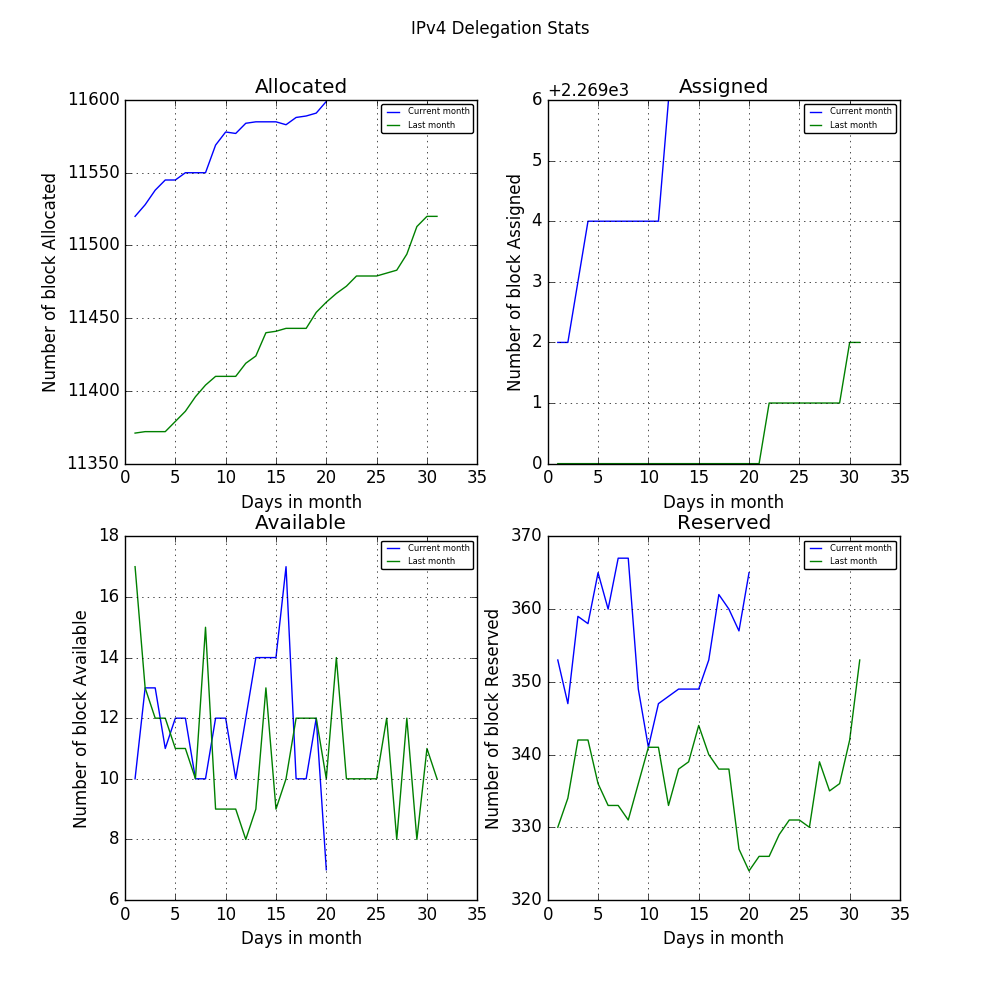 IPv4 Delegation Stats
Allocated
11600
11550
11500
11450
11400
11350
0 5 10 15 20 25 30 35
Number of block Allocated
Days in month
Current month
Last month
Assigned
+2.269e3
6
5
4
3
2
1
0
0 5 10 15 20 25 30 35
Number of block Assigned
Days in month
Current month
Last month
Available
18
16
14
12
10
8
6
0 5 10 15 20 25 30 35
Number of block Available
Days in month
Current month
Last month
Reserved
370
360
350
340
330
320
0 5 10 15 20 25 30 35
Number of block Reserved
Days in month
Current month
Last month